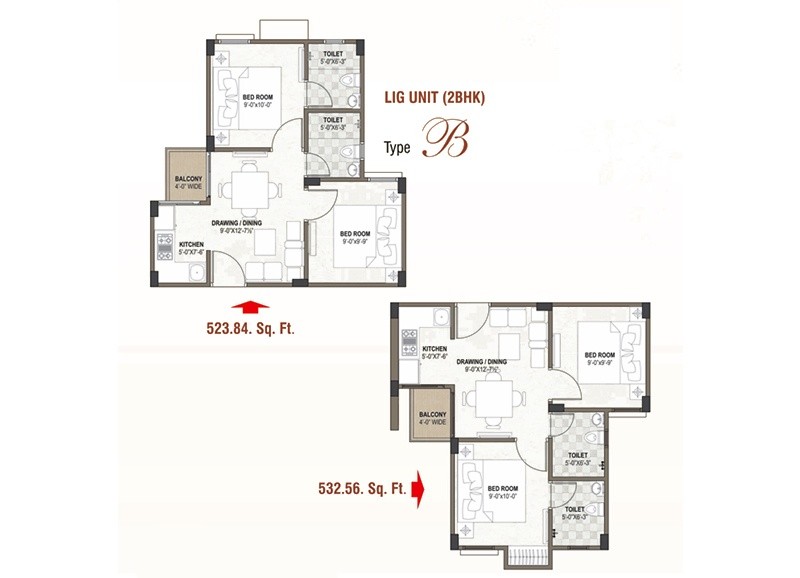 TOILET
5'-0"X6'-3"
BED ROOM
9'-0"x10'-0"
LIG UNIT (2BHK)
TOILET
5'-0"X6'-3"
Type B
BALCONY
4'-0" WIDE
DRAWING / DINING
9'-0"X12'-7½"
BED ROOM
9'-0"x9'-9"
KITCHEN
5'-0"X7'-6"
523.84. Sq. Ft.
KITCHEN
5'-0"X7'-6"
DRAWING / DINING
9'-0"X12'-7½"
BED ROOM
9'-0"x9'-9"
BALCONY
4'-0" WIDE
TOILET
5'-0"X6'-3"
532.56. Sq. Ft.
BED ROOM
9'-0"x10'-0"
TOILET
5'-0"X6'-3"